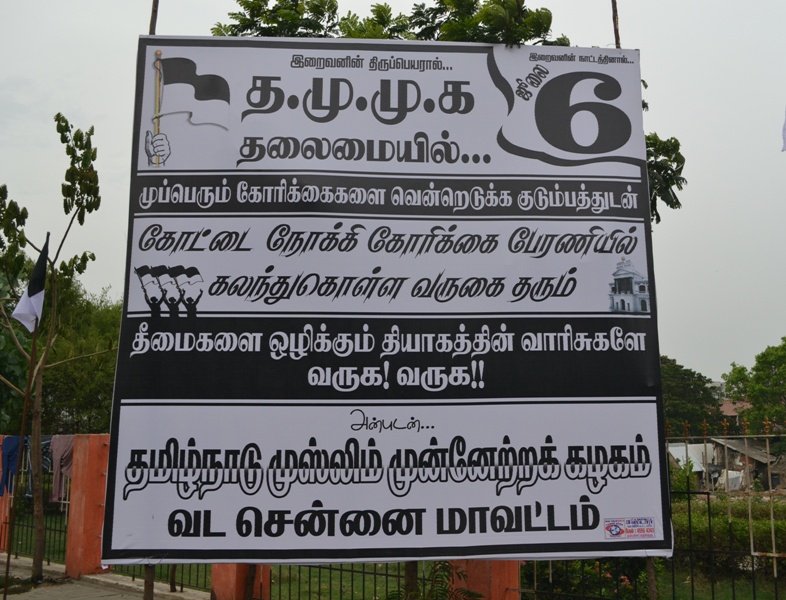 இறைவனின் திருப்பெயரால்...
இறைவனின் நாட்டத்தினால்...
த.மு.மு.க
ஜூலை 6
தலைமையில்...
முப்பெரும் கோரிக்கைகளை வென்றெடுக்க குடும்பத்துடன்
கோட்டை நோக்கி கோரிக்கை பேரணியில்
கலந்துகொள்ள வருகை தரும்
தீமைகளை ஒழிக்கும் தியாகத்தின் வாரிசுகளே
வருக! வருக!!
அன்புடன்...
தமிழ்நாடு முஸ்லிம் முன்னேற்றக் கழகம்
வட சென்னை மாவட்டம்